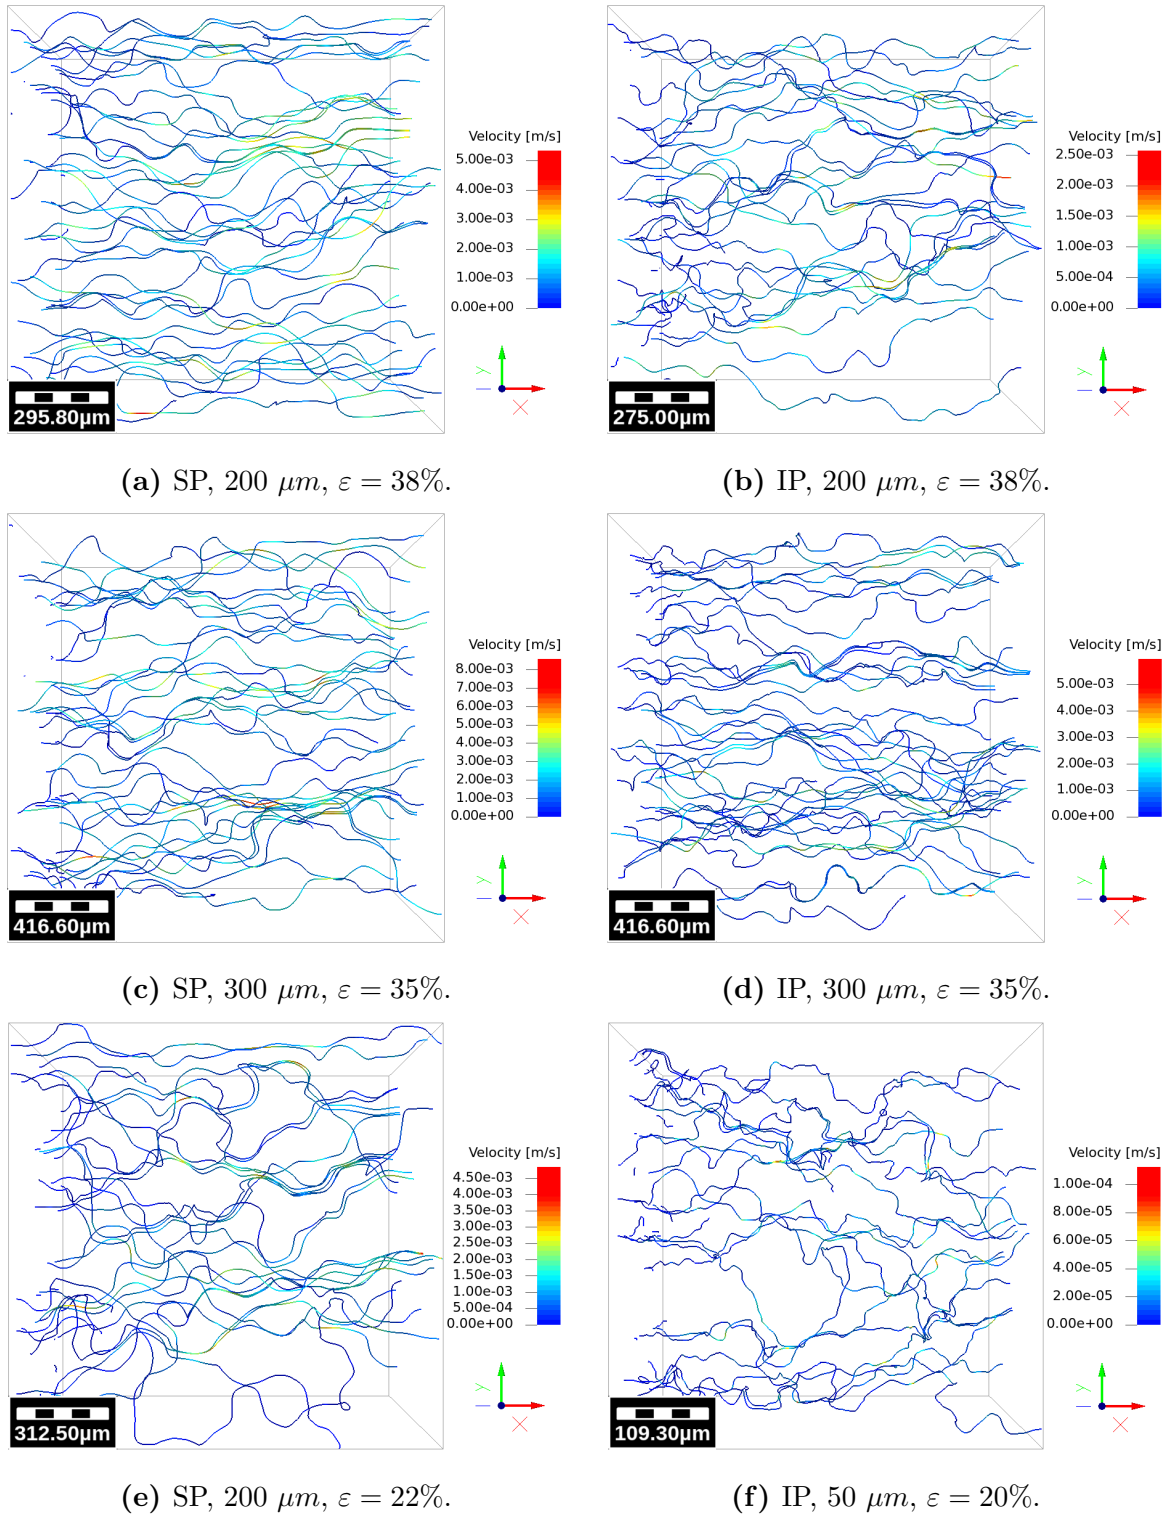 Velocity [m/s]
5.00e-03
4.00e-03
3.00e-03
2.00e-03
1.00e-03
0.00e+00
y
X
295.80µm
(a) SP, 200 µm, ε = 38%.
Velocity [m/s]
2.50e-03
2.00e-03
1.50e-03
1.00e-03
5.00e-04
0.00e+00
y
X
275.00µm
(b) IP, 200 µm, ε = 38%.
Velocity [m/s]
8.00e-03
7.00e-03
6.00e-03
5.00e-03
4.00e-03
3.00e-03
2.00e-03
1.00e-03
0.00e+00
y
X
416.60µm
(c) SP, 300 µm, ε = 35%.
Velocity [m/s]
5.00e-03
4.00e-03
3.00e-03
2.00e-03
1.00e-03
0.00e+00
y
X
416.60µm
(d) IP, 300 µm, ε = 35%.
Velocity [m/s]
4.50e-03
4.00e-03
3.50e-03
3.00e-03
2.50e-03
2.00e-03
1.50e-03
1.00e-03
5.00e-04
0.00e+00
y
X
312.50µm
(e) SP, 200 µm, ε = 22%.
Velocity [m/s]
1.00e-04
8.00e-05
6.00e-05
4.00e-05
2.00e-05
0.00e+00
y
X
109.30µm
(f) IP, 50 µm, ε = 20%.